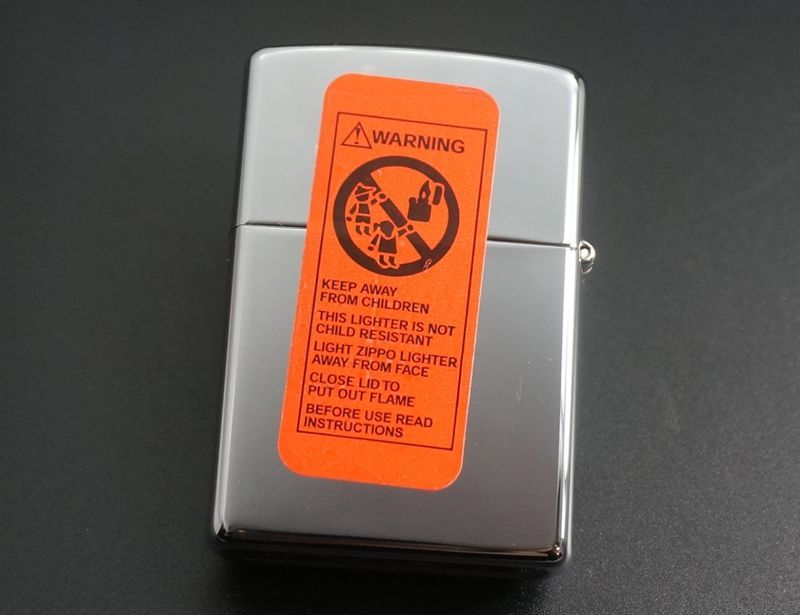 WARNING
KEEP AWAY
FROM CHILDREN
THIS LIGHTER IS NOT
CHILD RESISTANT
LIGHT ZIPPO LIGHTER
AWAY FROM FACE
CLOSE LID TO
PUT OUT FLAME
BEFORE USE READ
INSTRUCTIONS